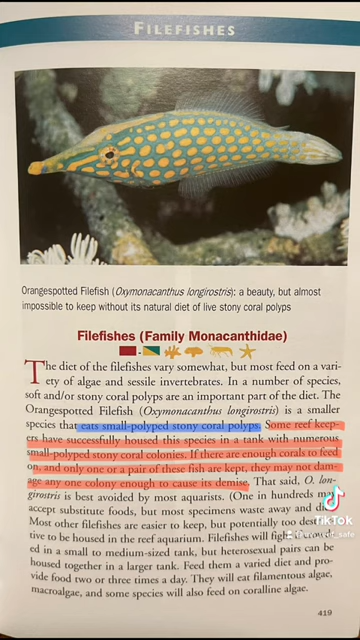 FILEFISHES
Orangespotted Filefish (Oxymonacanthus longirostris): a beauty, but almost
impossible to keep without its natural diet of live stony coral polyps
Filefishes (Family Monacanthidae)
The diet of the filefishes vary somewhat, but most feed on a vari-
ety of algae and sessile invertebrates. In a number of species,
soft and/or stony coral polyps are an important part of the diet. The
Orangespotted Filefish (Oxymonacanthus longirostris) is a smaller
species that eats small-polyped stony coral polyps. Some reef keep-
ers have successfully housed this species in a tank with numerous
small-polyped stony coral colonies. If there are enough corals to feed
on, and only one or a pair of these fish are kept, they may not dam-
age any one colony enough to cause its demise. That said, O. lon-
girostris is best avoided by most aquarists. (One in hundreds may
accept substitute foods, but most specimens waste away and
Most other filefishes are easier to keep, but potentially too destruc-
tive to be housed in the reef aquarium. Filefishes will fight
ed in a small to medium-sized tank, but heterosexual pairs can be
housed together in a larger tank. Feed them a varied diet and pro-
vide food two or three times a day. They will eat filamentous algae,
macroalgae, and some species will also feed on coralline algae.
419
TikTok